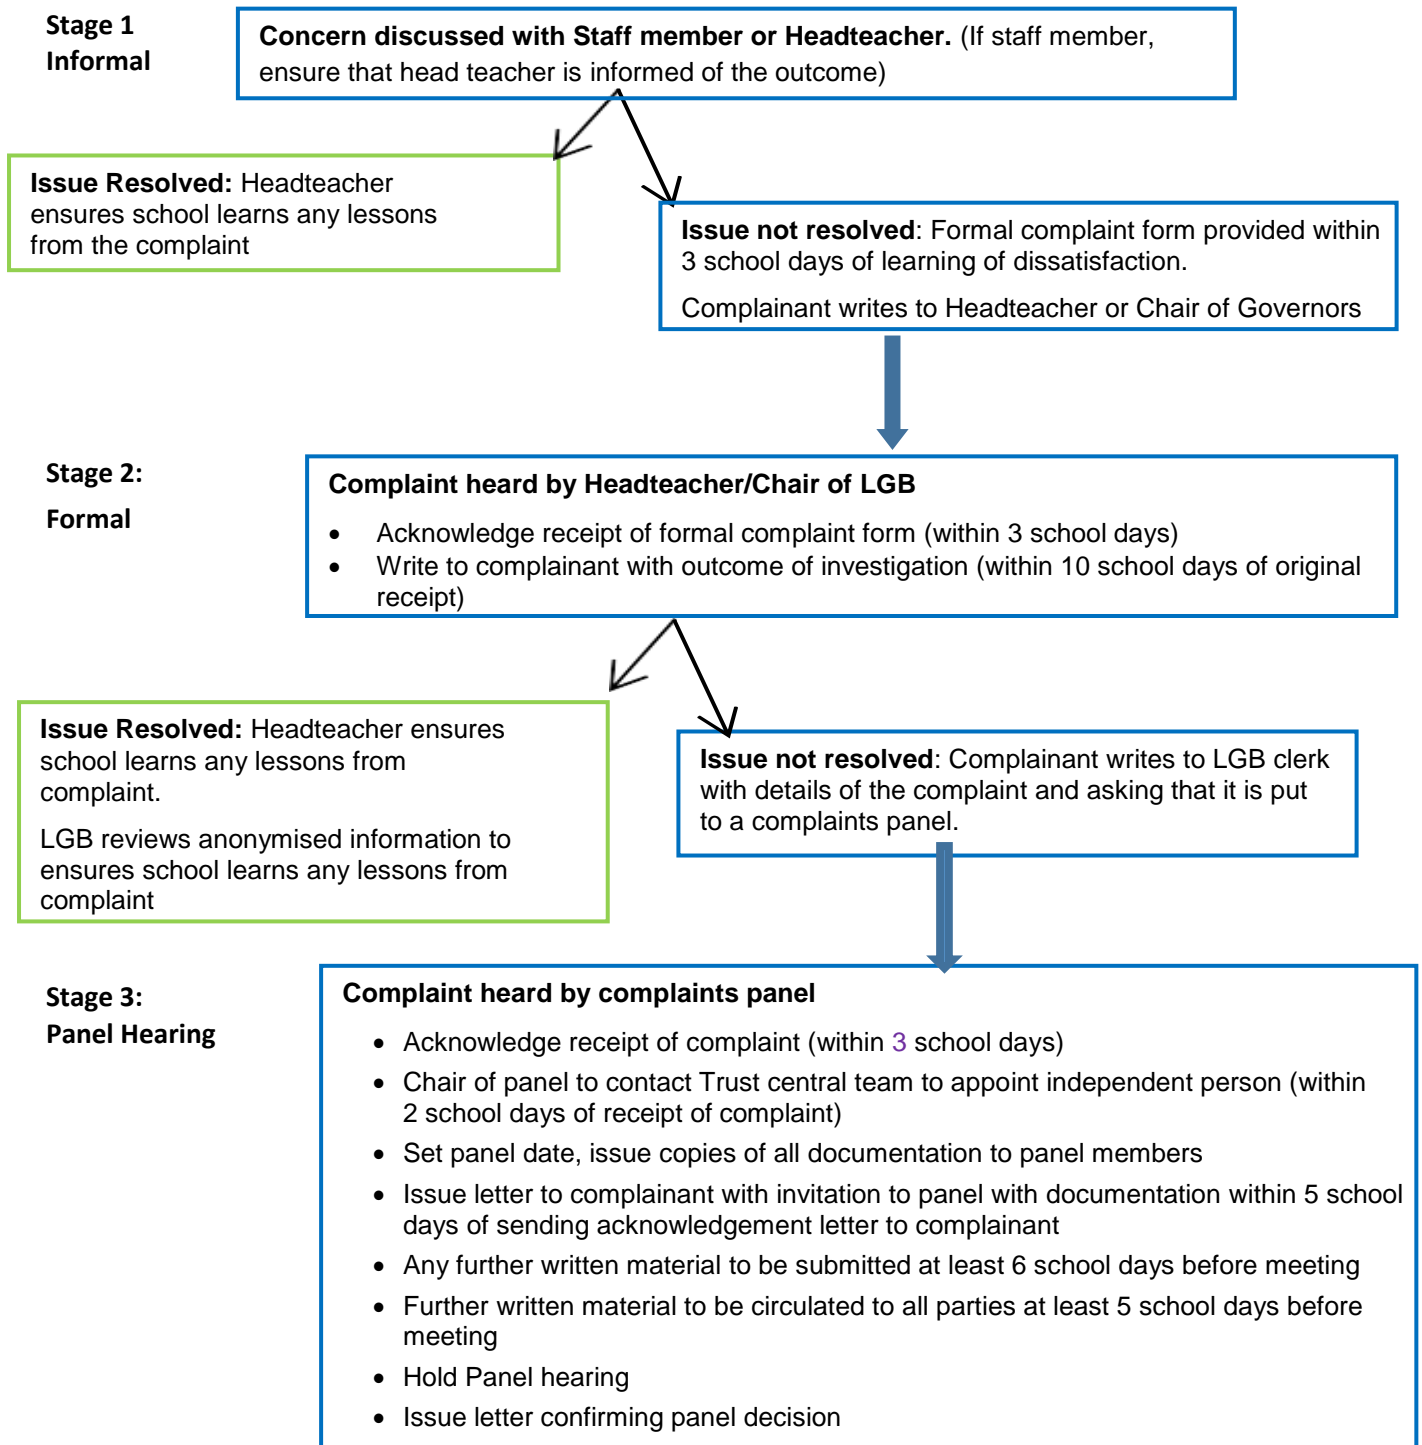 Stage 1
Informal
Concern discussed with Staff member or Headteacher. (If staff member,
ensure that head teacher is informed of the outcome)
Issue Resolved: Headteacher
ensures school learns any lessons
from the complaint
Issue not resolved: Formal complaint form provided within
3 school days of learning of dissatisfaction.
Complainant writes to Headteacher or Chair of Governors
Stage 2:
Formal
Complaint heard by Headteacher/Chair of LGB
• Acknowledge receipt of formal complaint form (within 3 school days)
• Write to complainant with outcome of investigation (within 10 school days of original
receipt)
Issue Resolved: Headteacher ensures
school learns any lessons from
complaint.
LGB reviews anonymised information to
ensures school learns any lessons from
complaint
Issue not resolved: Complainant writes to LGB clerk
with details of the complaint and asking that it is put
to a complaints panel.
Stage 3:
Panel Hearing
Complaint heard by complaints panel
• Acknowledge receipt of complaint (within 3 school days)
• Chair of panel to contact Trust central team to appoint independent person (within
2 school days of receipt of complaint)
• Set panel date, issue copies of all documentation to panel members
• Issue letter to complainant with invitation to panel with documentation within 5 school
days of sending acknowledgement letter to complainant
• Any further written material to be submitted at least 6 school days before meeting
• Further written material to be circulated to all parties at least 5 school days before
meeting
• Hold Panel hearing
• Issue letter confirming panel decision